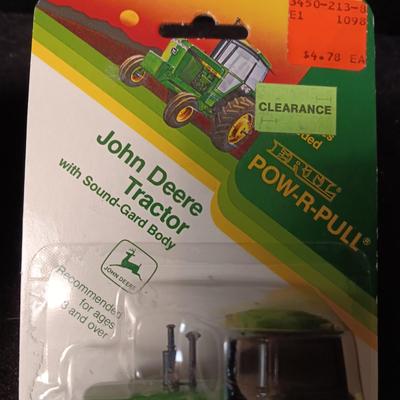 3450-213-8
E1 1098
$4.78 EA
CLEARANCE
ERTL
POW-R-PULL®
John Deere
Tractor
with Sound-Gard Body
JOHN DEERE
Recommended
for ages
3 and over